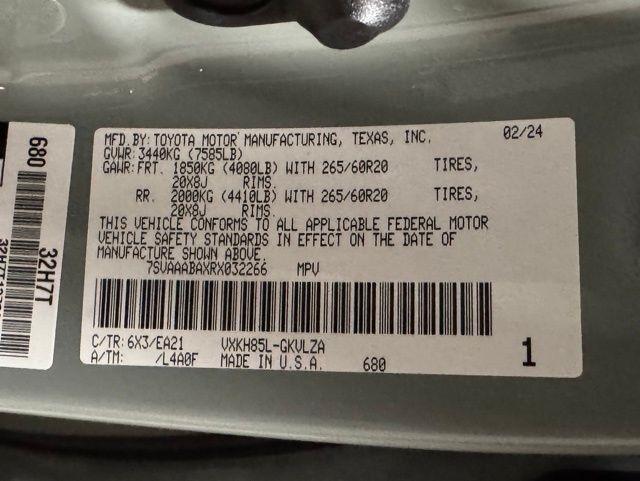 MFD. BY: TOYOTA MOTOR MANUFACTURING, TEXAS, INC. 02/24
GVWR: 3440KG (7585LB)
GAWR: FRT. 1850KG (4080LB) WITH 265/60R20 TIRES,
20X8J RIMS.
RR. 2000KG (4410LB) WITH 265/60R20 TIRES,
20X8J RIMS.
THIS VEHICLE CONFORMS TO ALL APPLICABLE FEDERAL MOTOR
VEHICLE SAFETY STANDARDS IN EFFECT ON THE DATE OF
MANUFACTURE SHOWN ABOVE.
7SVAAABAXRX032266 MPV
C/TR: 6X3/EA21 VXKH85L-GKVLZA
A/TM: /L4A0F MADE IN U.S.A. 680 1
680
32H7T